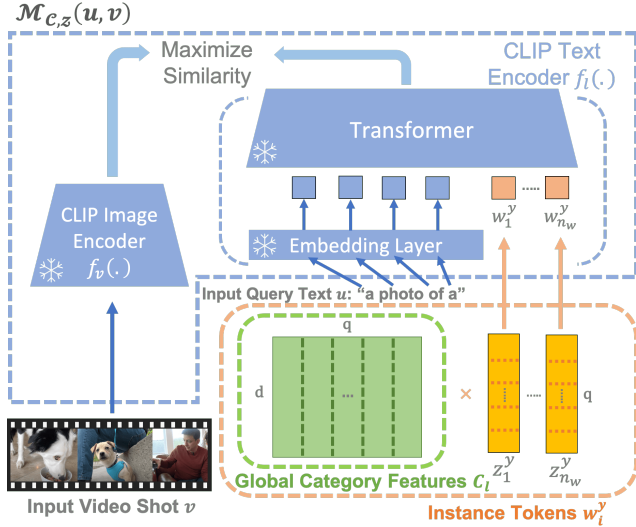 𝓜_{𝒞,𝓏}(𝒖, 𝒗)
Maximize
Similarity
CLIP Text
Encoder f_l(.)
Transformer
CLIP Image
Encoder
f_v(.)
w_1^y ..... w_{n_w}^y
Embedding Layer
Input Query Text u: “a photo of a”
q
d
...
×
q
z_1^y ..... z_{n_w}^y
Global Category Features C_l
Input Video Shot v
Instance Tokens w_i^y